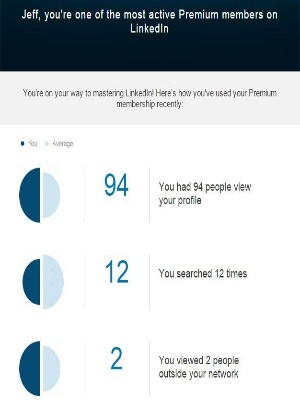 Jeff, you're one of the most active Premium members on
LinkedIn
You're on your way to mastering LinkedIn! Here's how you've used your Premium
membership recently:
You Average
94
You had 94 people view
your profile
12
You searched 12 times
2
You viewed 2 people
outside your network